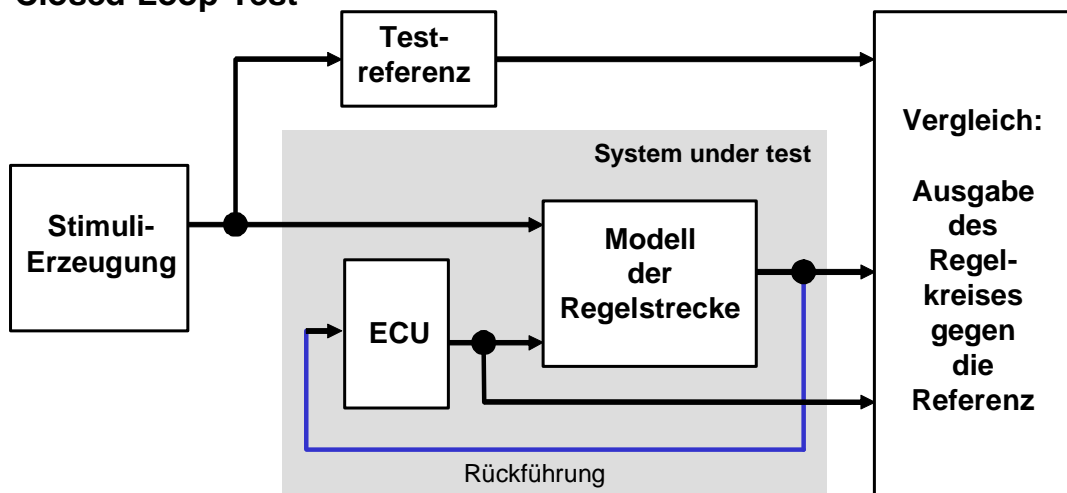 Closed-Loop Test
Test-
referenz
Vergleich:
System under test
Stimuli-
Erzeugung
Modell
der
Regelstrecke
ECU
Ausgabe
des
Regel-
kreises
gegen
die
Referenz
Rückführung